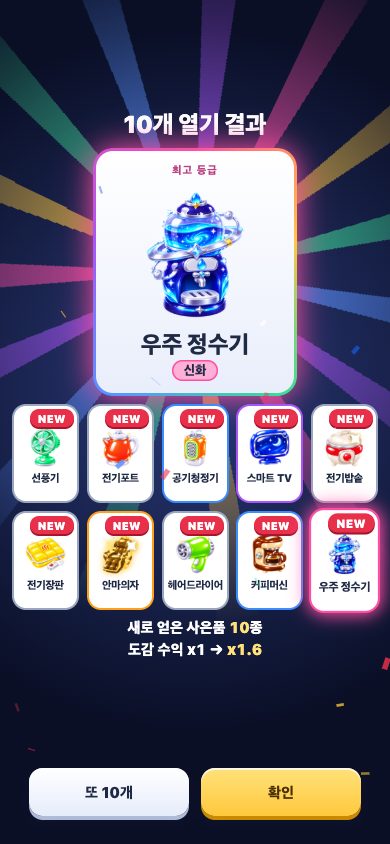 10개 열기 결과
최고 등급
우주 정수기
신화
NEW NEW NEW NEW NEW
선풍기 전기포트 공기청정기 스마트 TV 전기밥솥
NEW NEW NEW NEW NEW
전기장판 안마의자 헤어드라이어 커피머신 우주 정수기
새로 얻은 사은품 10종
도감 수익 x1 → x1.6
또 10개 확인